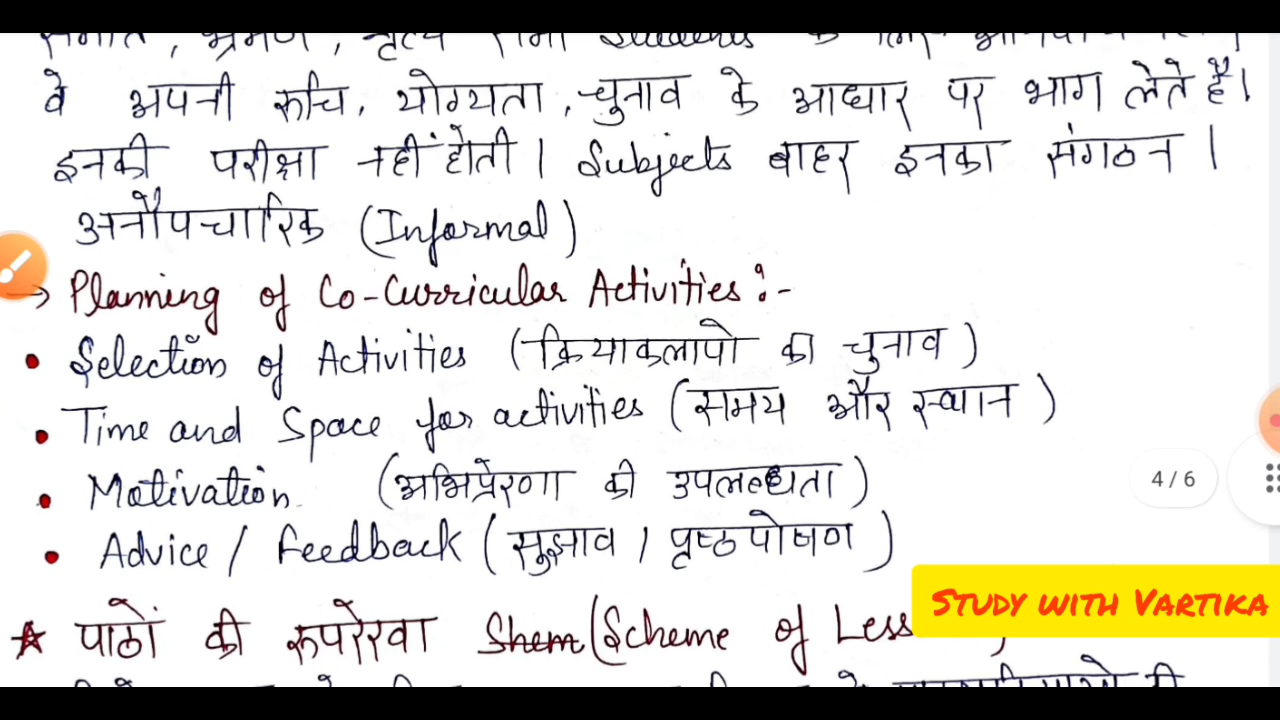 वे अपनी रूचि, योग्यता, चुनाव के आधार पर भाग लेते हैं।
इनकी परीक्षा नहीं होती। Subjects बाहर इनका संगठन।
अनौपचारिक (Informal)
→ Planning of Co-Curricular Activities :-
• Selection of Activities (क्रियाकलापो की चुनाव)
• Time and Space for activities (समय और स्थान)
• Motivation (अभिप्रेरणा की उपलब्धता)
4 / 6
• Advice / Feedback (सुझाव / पृष्ठपोषण)
STUDY WITH VARTIKA
☆ पाठों की रूपरेखा (Scheme of Less